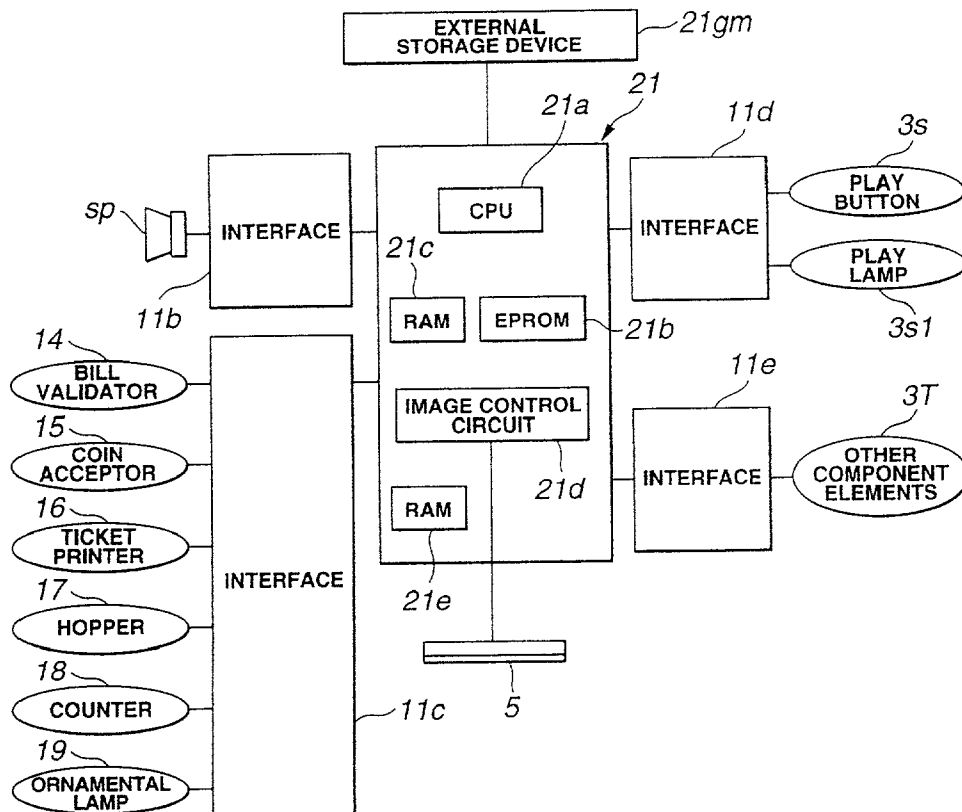 EXTERNAL
STORAGE DEVICE
21gm
21
21a
11d
3s
CPU
PLAY
BUTTON
sp
INTERFACE
INTERFACE
21c
PLAY
LAMP
11b
RAM
EPROM
21b
3s1
14
BILL
VALIDATOR
11e
IMAGE CONTROL
CIRCUIT
3T
15
COIN
ACCEPTOR
21d
INTERFACE
OTHER
COMPONENT
ELEMENTS
16
RAM
TICKET
PRINTER
INTERFACE
21e
17
HOPPER
18
5
COUNTER
11c
19
ORNAMENTAL
LAMP